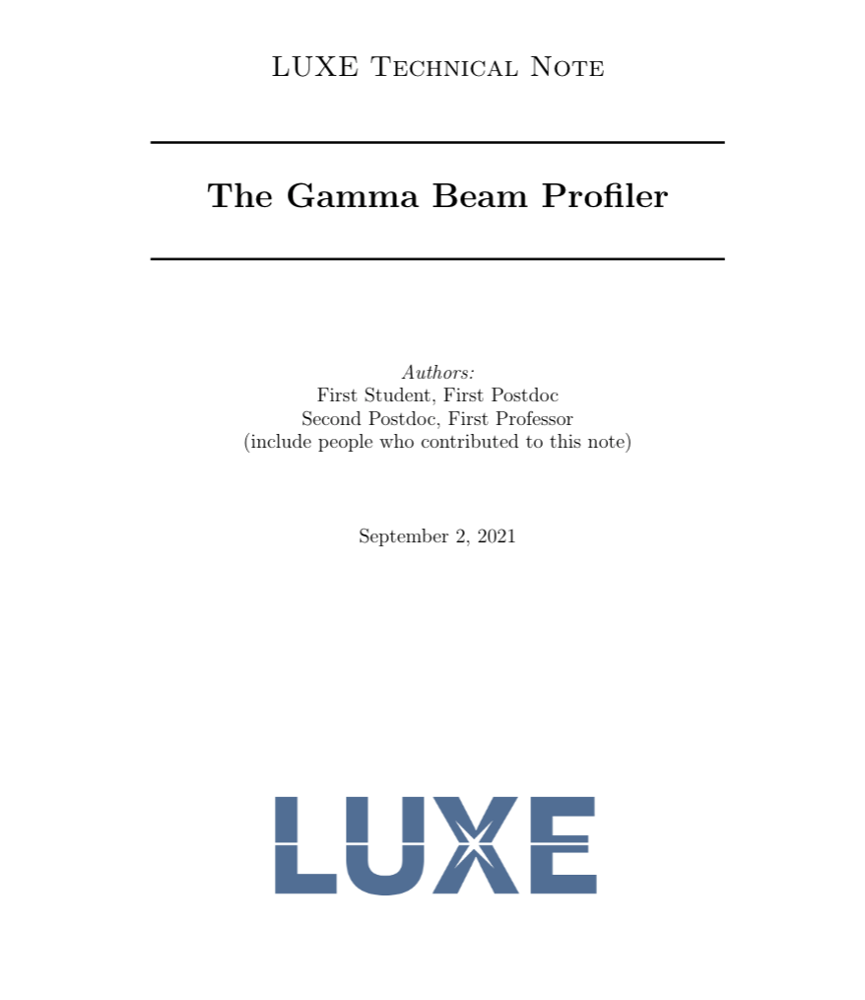 LUXE Technical Note
The Gamma Beam Profiler
Authors:
First Student, First Postdoc
Second Postdoc, First Professor
(include people who contributed to this note)
September 2, 2021
LUXE